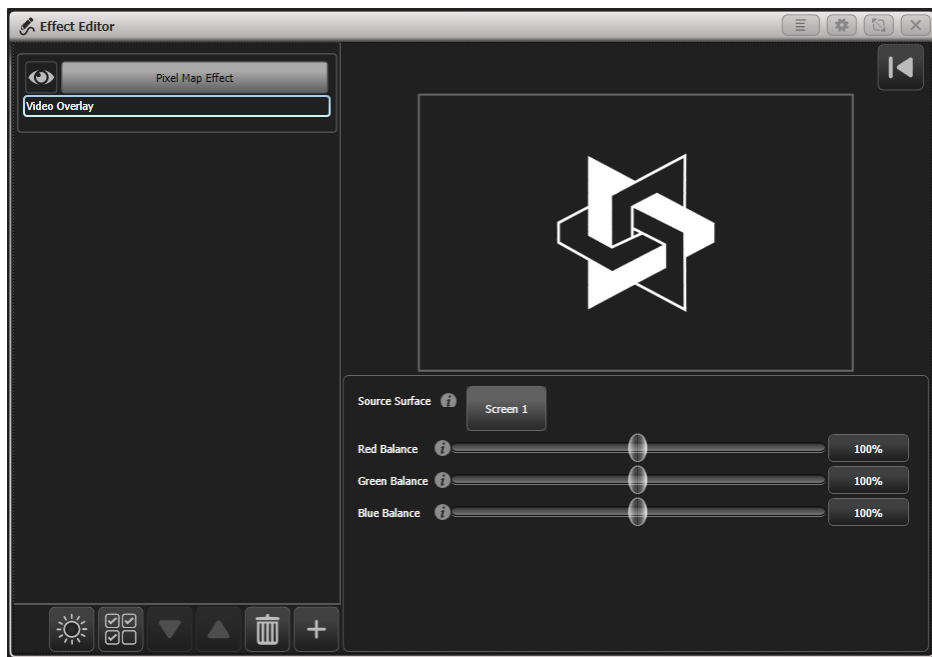 Effect Editor
Pixel Map Effect
Video Overlay
Source Surface
Screen 1
Red Balance
100%
Green Balance
100%
Blue Balance
100%